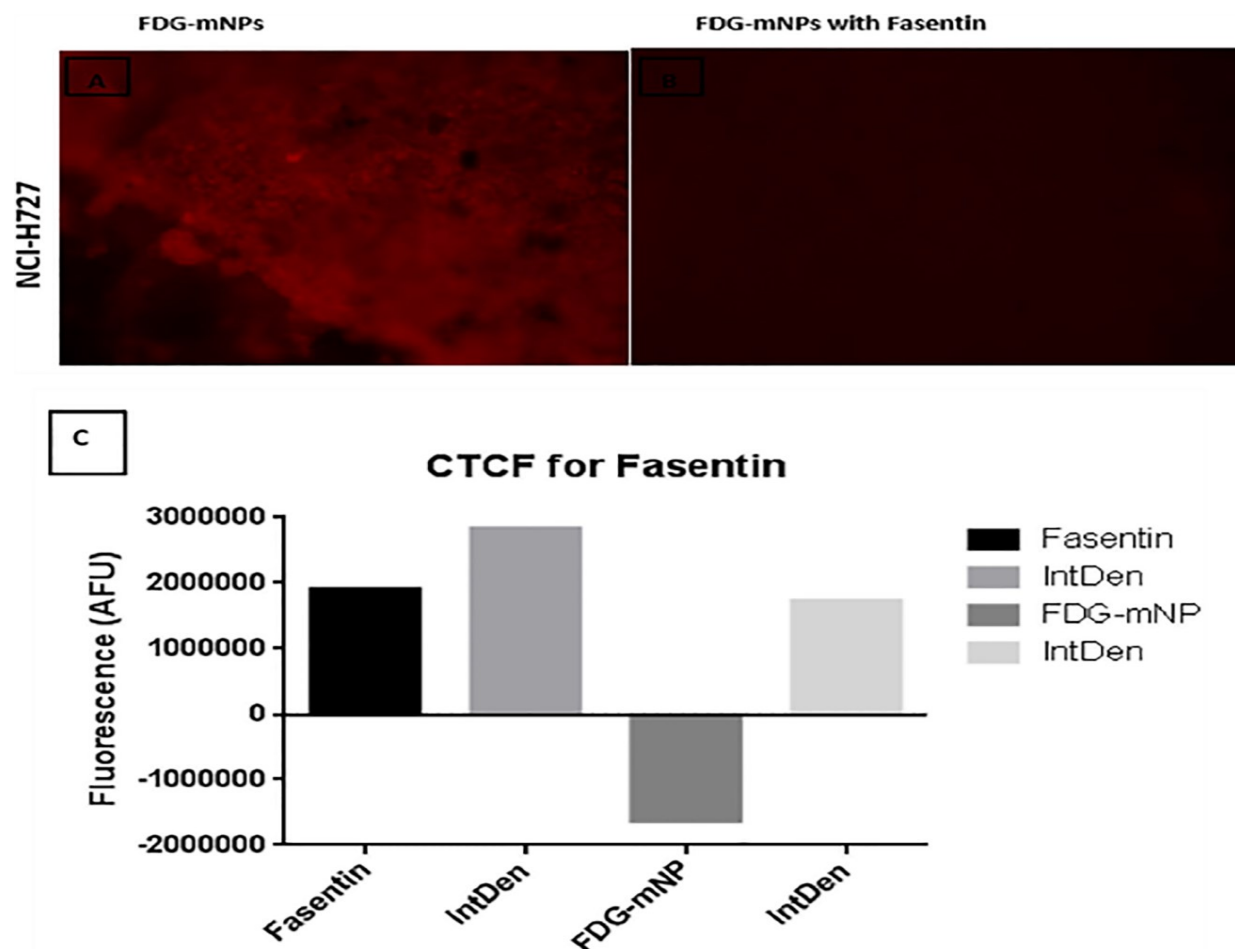 FDG-mNPs
FDG-mNPs with Fasentin
A
B
NCI-H727
C
CTCF for Fasentin
Fluorescence (AFU)
3000000
2000000
1000000
0
-1000000
-2000000
Fasentin
IntDen
FDG-mNP
IntDen
Fasentin
IntDen
FDG-mNP
IntDen